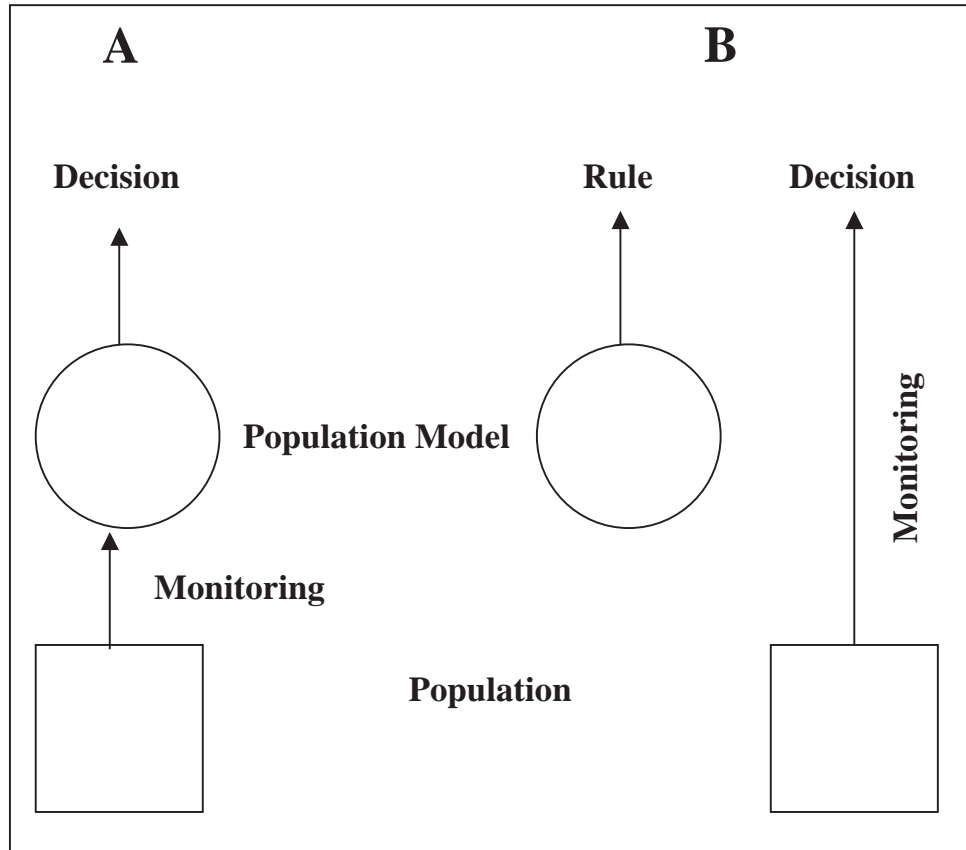 A B
Decision Rule Decision
Population Model
Monitoring
Monitoring
Population